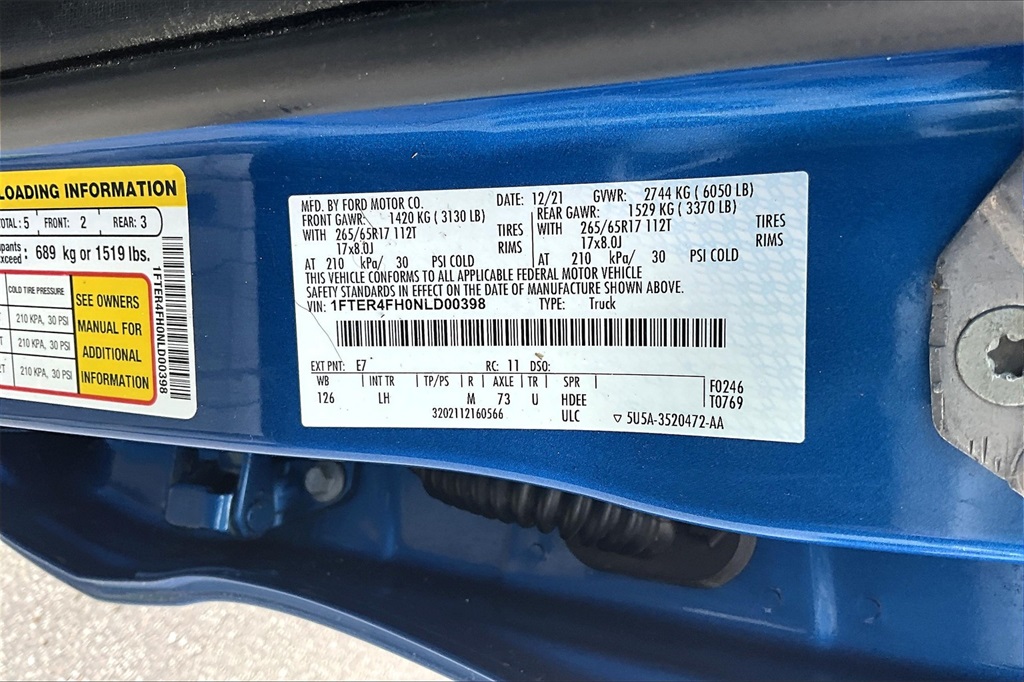 LOADING INFORMATION
TOTAL: 5 FRONT: 2 REAR: 3
689 kg or 1519 lbs.
COLD TIRE PRESSURE
210 KPA, 30 PSI
210 KPA, 30 PSI
210 KPA, 30 PSI
SEE OWNERS
MANUAL FOR
ADDITIONAL
INFORMATION
1FTER4FH0NLD00398
MFD. BY FORD MOTOR CO. DATE: 12/21 GVWR: 2744 KG ( 6050 LB)
FRONT GAWR: 1420 KG ( 3130 LB) REAR GAWR: 1529 KG ( 3370 LB)
WITH 265/65R17 112T TIRES WITH 265/65R17 112T TIRES
17x8.0J RIMS 17x8.0J RIMS
AT 210 kPa/ 30 PSI COLD AT 210 kPa/ 30 PSI COLD
THIS VEHICLE CONFORMS TO ALL APPLICABLE FEDERAL MOTOR VEHICLE
SAFETY STANDARDS IN EFFECT ON THE DATE OF MANUFACTURE SHOWN ABOVE.
VIN: 1FTER4FH0NLD00398 TYPE: Truck
EXT PNT: E7 RC: 11 DSO:
WB INT TR TP/PS R AXLE TR SPR
126 LH M 73 U HDEE
F0246
T0769
3202112160566 ULC ▽ 5U5A-3520472-AA